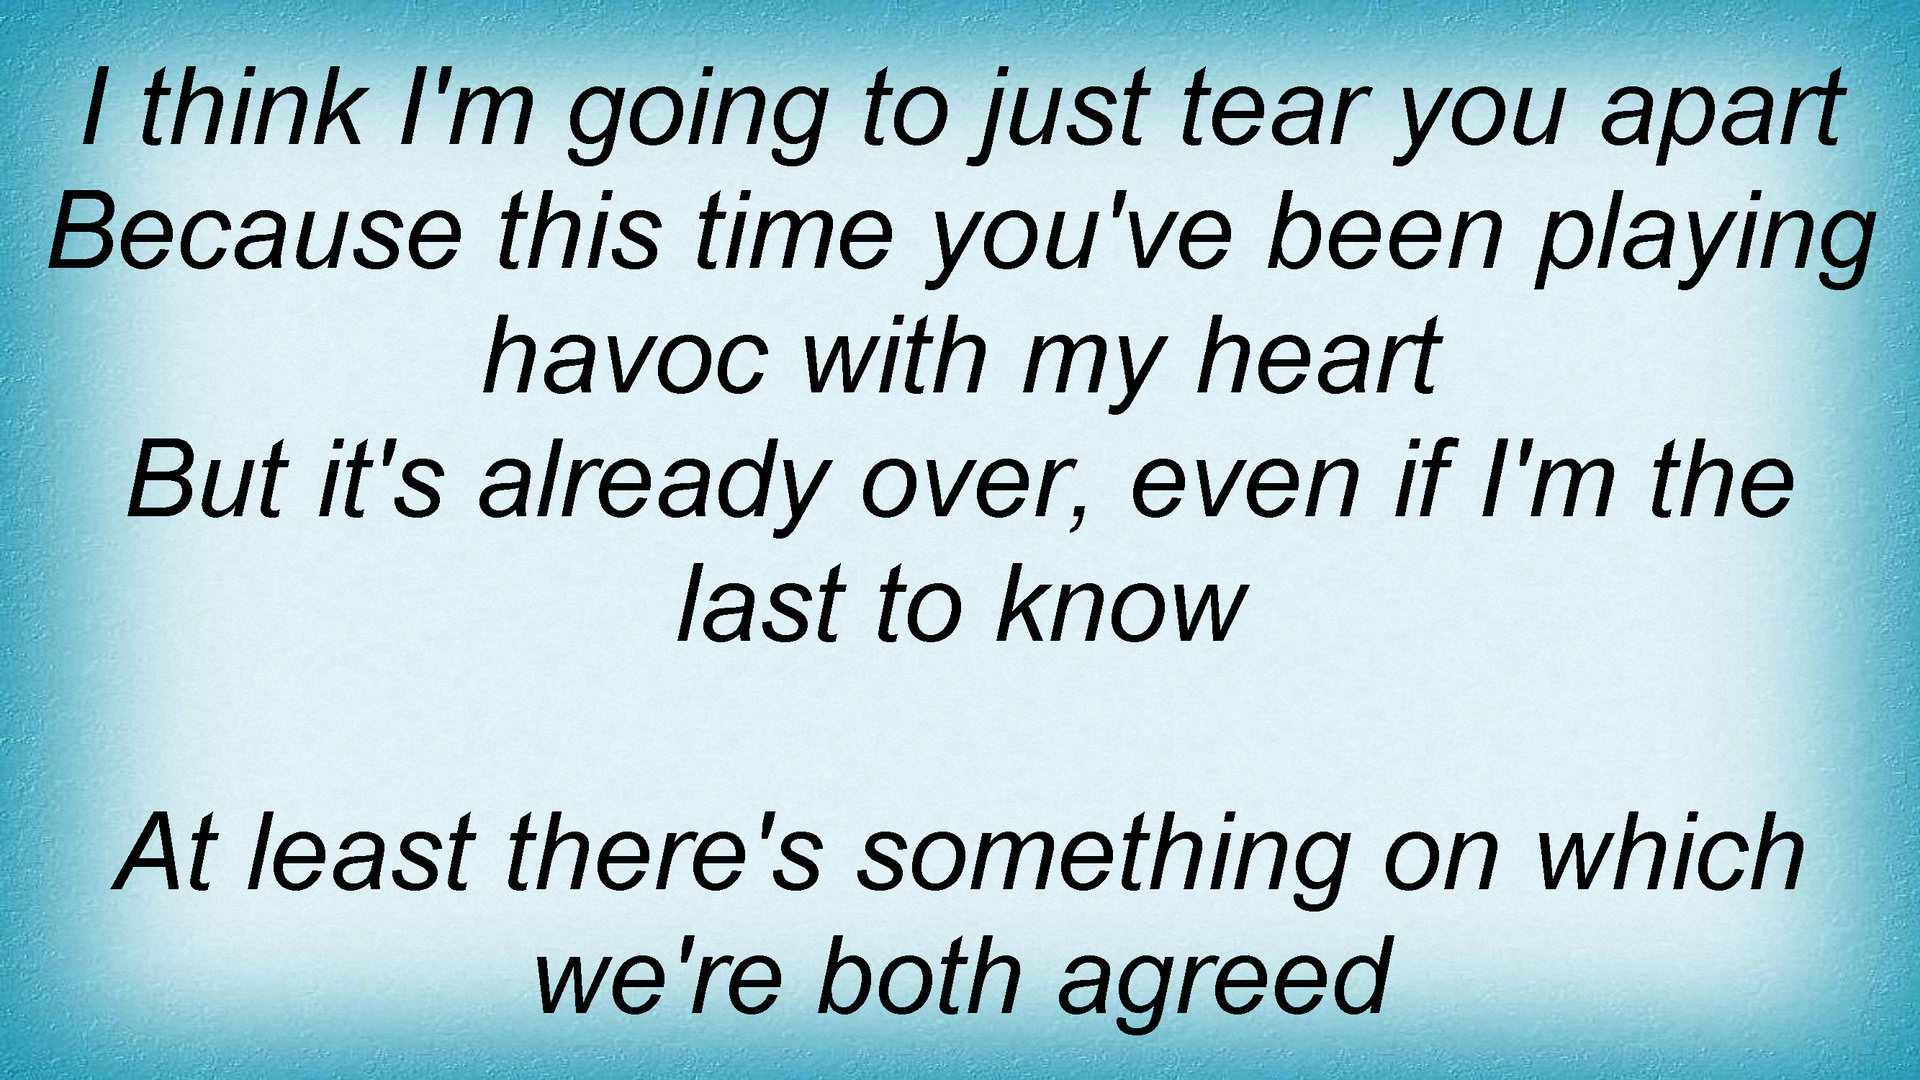 I think I'm going to just tear you apart
Because this time you've been playing
havoc with my heart
But it's already over, even if I'm the
last to know
At least there's something on which
we're both agreed